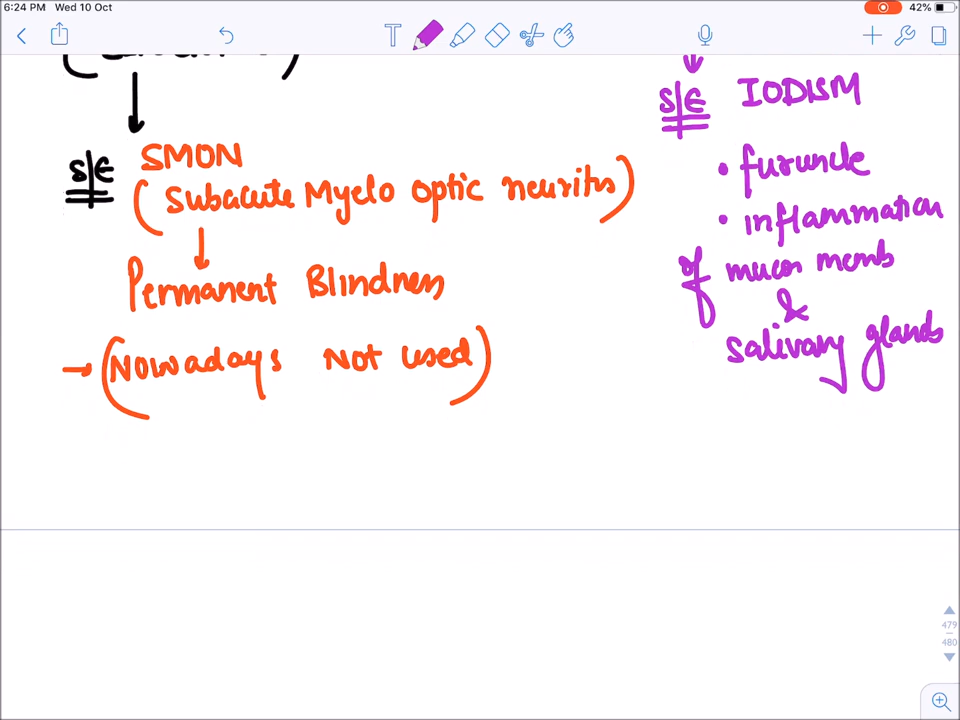 6:24 PM Wed 10 Oct
42%
T
S/E SMON
(Subacute Myelo optic neuritis)
Permanent Blindness
→ (Nowadays Not used)
S/E IODISM
• furuncle
• inflammation
of mucos memb
&
salivary glands
479
480